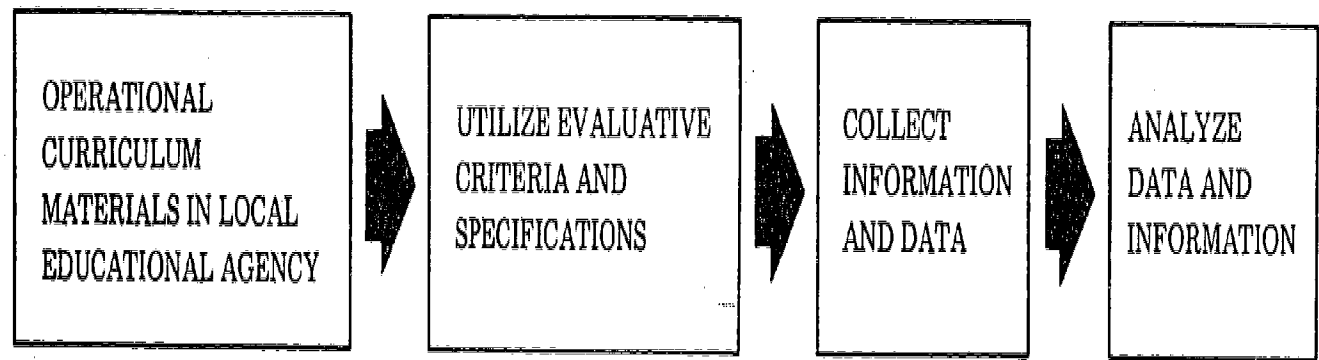 OPERATIONAL
CURRICULUM
MATERIALS IN LOCAL
EDUCATIONAL AGENCY
UTILIZE EVALUATIVE
CRITERIA AND
SPECIFICATIONS
COLLECT
INFORMATION
AND DATA
ANALYZE
DATA AND
INFORMATION